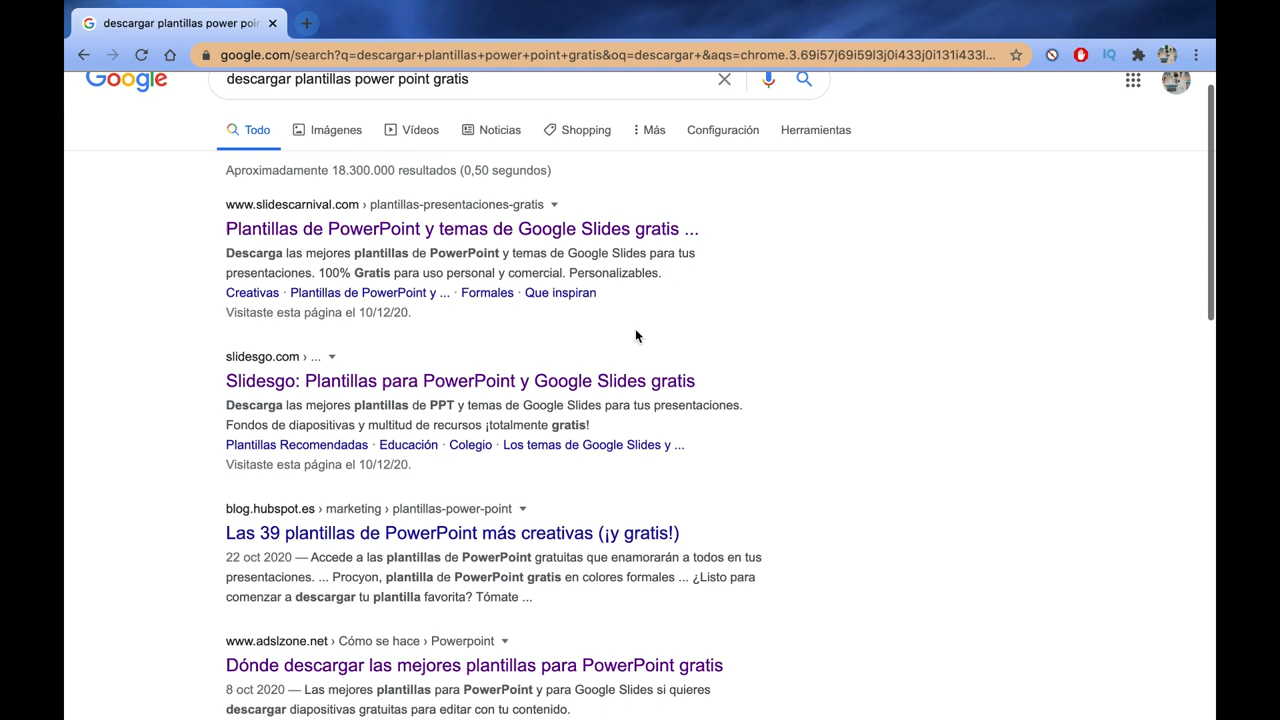 descargar plantillas power poin
google.com/search?q=descargar+plantillas+power+point+gratis&oq=descargar+&aqs=chrome.3.69i57j69i59l3j0i433j0i131i433l...
Google
descargar plantillas power point gratis
Todo Imágenes Vídeos Noticias Shopping Más Configuración Herramientas
Aproximadamente 18.300.000 resultados (0,50 segundos)
www.slidescarnival.com › plantillas-presentaciones-gratis
Plantillas de PowerPoint y temas de Google Slides gratis ...
Descarga las mejores plantillas de PowerPoint y temas de Google Slides para tus
presentaciones. 100% Gratis para uso personal y comercial. Personalizables.
Creativas · Plantillas de PowerPoint y ... · Formales · Que inspiran
Visitaste esta página el 10/12/20.
slidesgo.com › ...
Slidesgo: Plantillas para PowerPoint y Google Slides gratis
Descarga las mejores plantillas de PPT y temas de Google Slides para tus presentaciones.
Fondos de diapositivas y multitud de recursos ¡totalmente gratis!
Plantillas Recomendadas · Educación · Colegio · Los temas de Google Slides y ...
Visitaste esta página el 10/12/20.
blog.hubspot.es › marketing › plantillas-power-point
Las 39 plantillas de PowerPoint más creativas (¡y gratis!)
22 oct 2020 — Accede a las plantillas de PowerPoint gratuitas que enamorarán a todos en tus
presentaciones. ... Procyon, plantilla de PowerPoint gratis en colores formales ... ¿Listo para
comenzar a descargar tu plantilla favorita? Tómate ...
www.adslzone.net › Cómo se hace › Powerpoint
Dónde descargar las mejores plantillas para PowerPoint gratis
8 oct 2020 — Las mejores plantillas para PowerPoint y para Google Slides si quieres
descargar diapositivas gratuitas para editar con tu contenido.